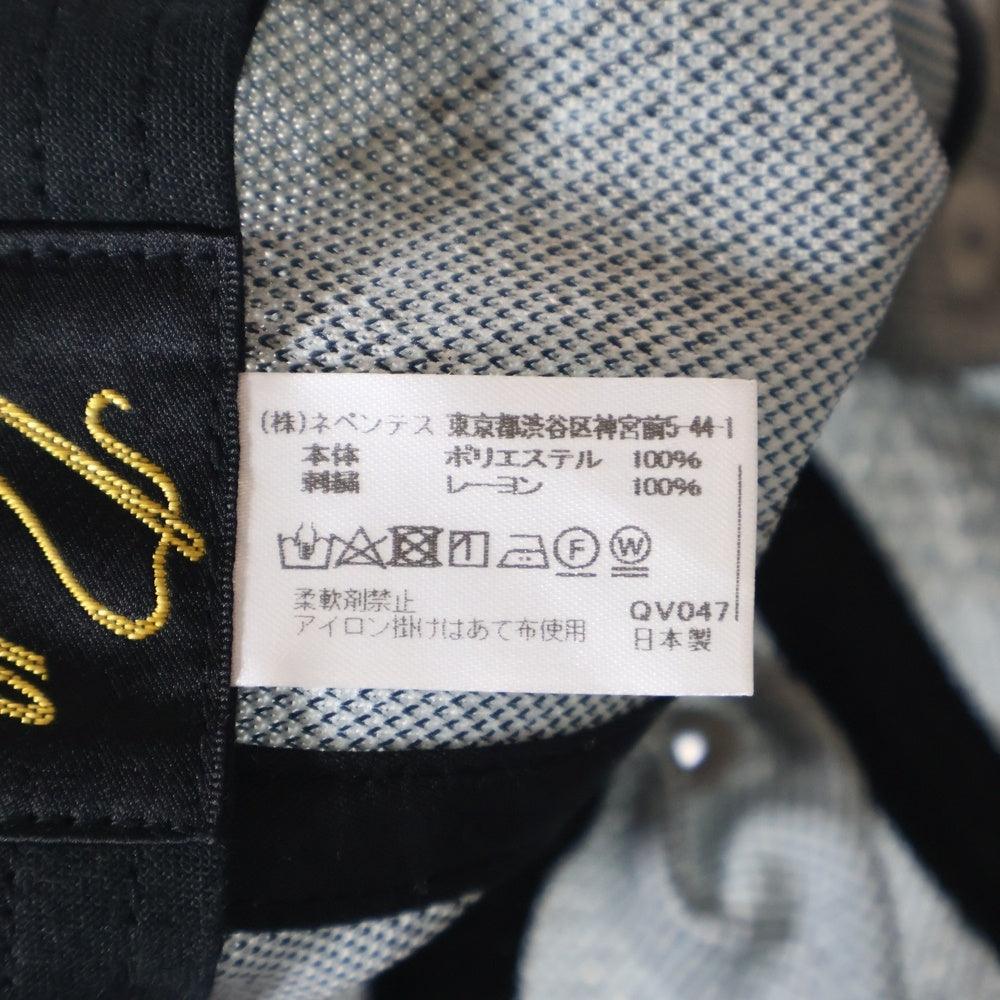 (株)ネペンテス 東京都渋谷区神宮前5-44-1
本体 ポリエステル 100%
刺繍 レーヨン 100%
F W
柔軟剤禁止
アイロン掛けはあて布使用
QV047
日本製